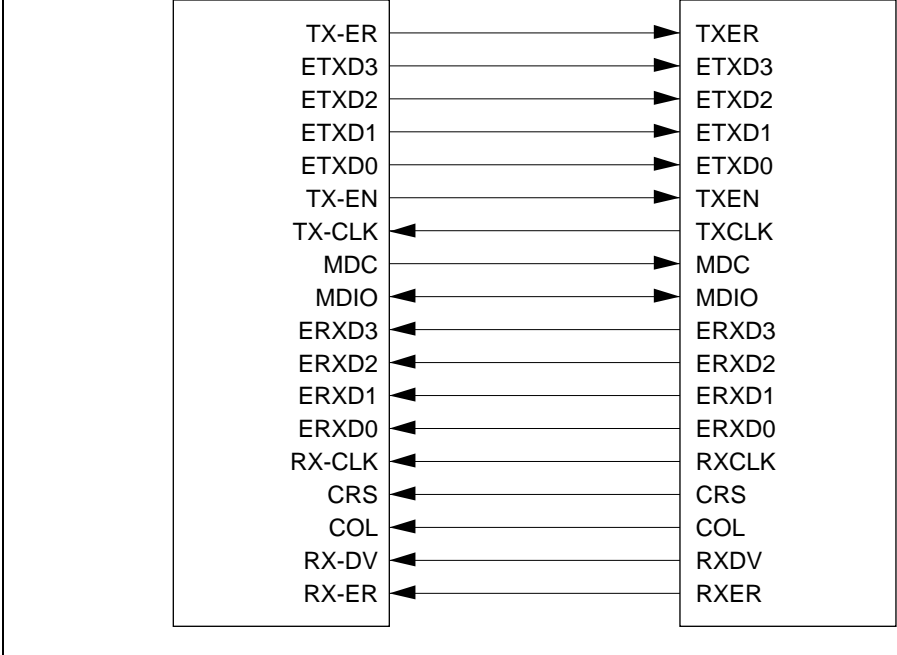 TX-ER TXER
ETXD3 ETXD3
ETXD2 ETXD2
ETXD1 ETXD1
ETXD0 ETXD0
TX-EN TXEN
TX-CLK TXCLK
MDC MDC
MDIO MDIO
ERXD3 ERXD3
ERXD2 ERXD2
ERXD1 ERXD1
ERXD0 ERXD0
RX-CLK RXCLK
CRS CRS
COL COL
RX-DV RXDV
RX-ER RXER